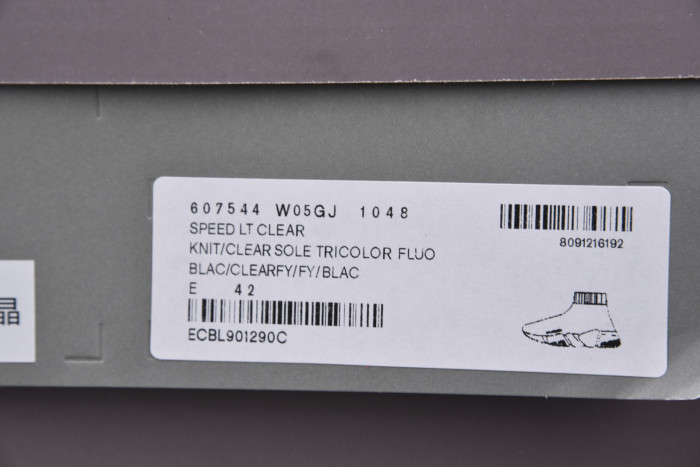 607544 W05GJ 1048
SPEED LT CLEAR
KNIT/CLEAR SOLE TRICOLOR FLUO
BLAC/CLEARFY/FY/BLAC
E 42
ECBL901290C
8091216192
晶